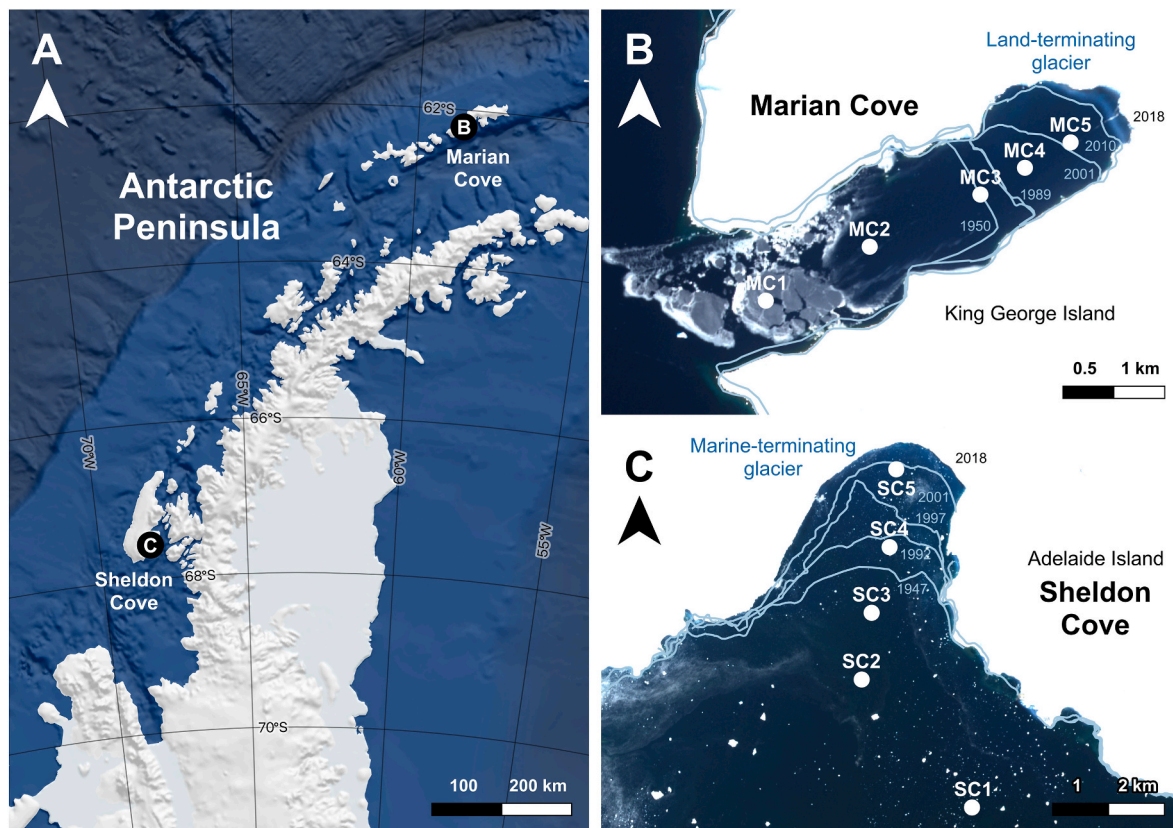 A
62°S
B
Marian
Cove
Antarctic
Peninsula
64°S
65°W
66°S
70°W
60°W
55°W
C
Sheldon
Cove
68°S
70°S
100 200 km
B
Land-terminating
glacier
Marian Cove
2018
MC5
2010
MC4
2001
MC3
1989
1950
MC2
MC1
King George Island
0.5 1 km
C
Marine-terminating
glacier
2018
SC5
2001
1997
SC4
1992
Adelaide Island
Sheldon
Cove
1947
SC3
SC2
SC1
1 2 km